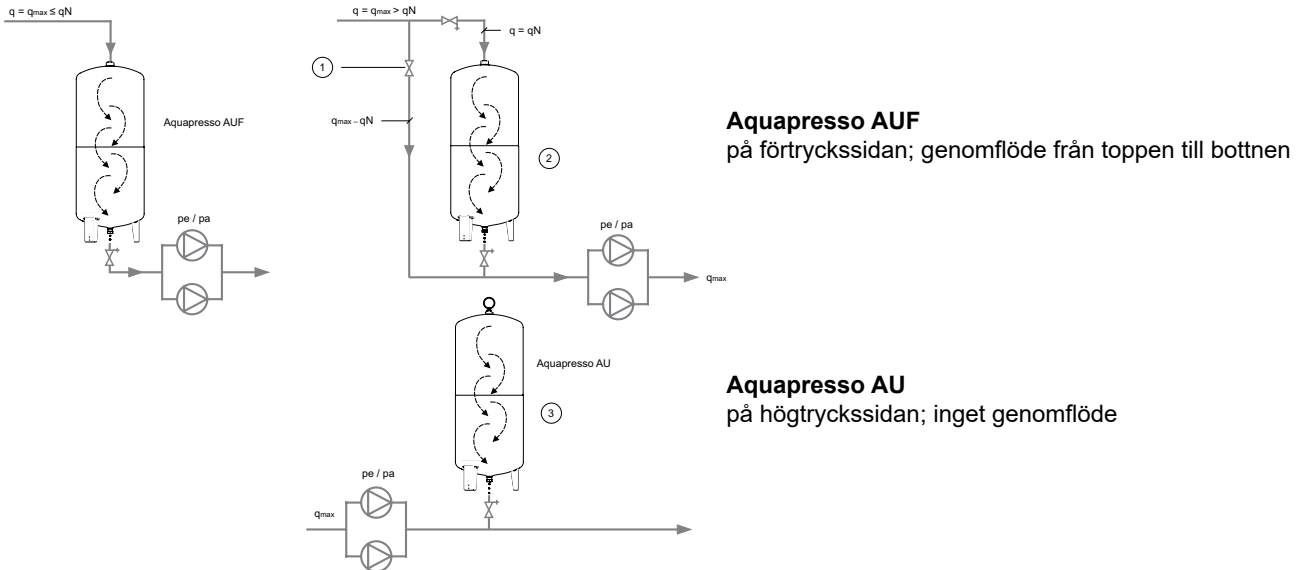 q = qmax ≤ qN
Aquapresso AUF
pe / pa
q = qmax > qN
q = qN
1
qmax – qN
2
pe / pa
qmax
Aquapresso AUF
på förtryckssidan; genomflöde från toppen till bottnen
Aquapresso AU
3
pe / pa
qmax
Aquapresso AU
på högtryckssidan; inget genomflöde